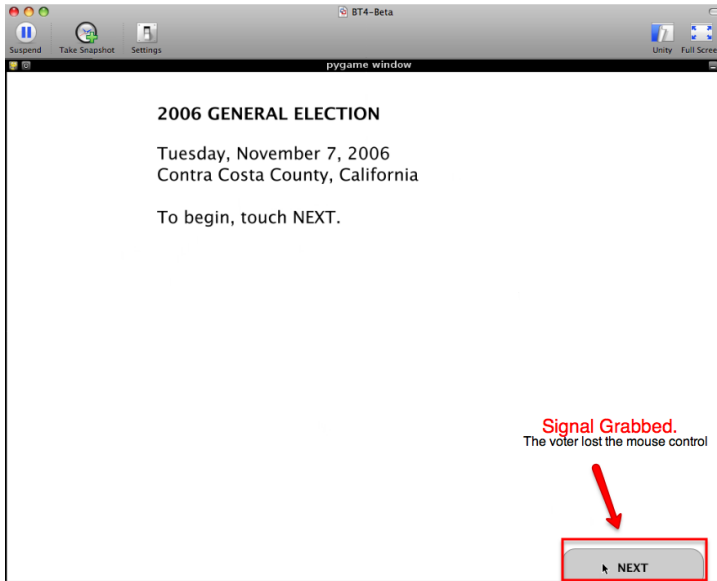 BT4-Beta
Suspend Take Snapshot Settings Unity Full Scree
pygame window
2006 GENERAL ELECTION
Tuesday, November 7, 2006
Contra Costa County, California
To begin, touch NEXT.
Signal Grabbed.
The voter lost the mouse control
NEXT